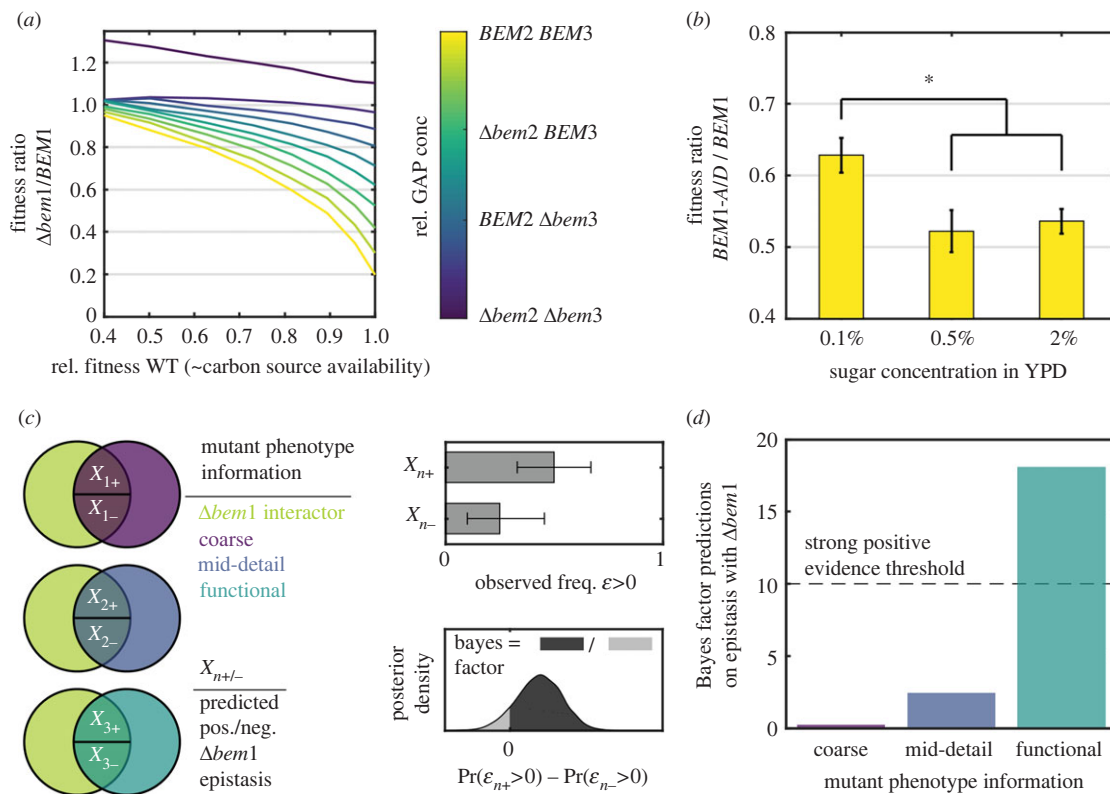 (a)
fitness ratio
Δbem1/BEM1
1.2
1.0
0.8
0.6
0.4
0.2
0
0.4
0.5
0.6
0.7
0.8
0.9
1.0
rel. fitness WT (~carbon source availability)
rel. GAP conc
BEM2 BEM3
Δbem2 BEM3
BEM2 Δbem3
Δbem2 Δbem3
(b)
fitness ratio
BEM1-A/D / BEM1
0.8
0.7
0.6
0.5
0.4
*
0.1%
0.5%
2%
sugar concentration in YPD
(c)
X1+
X1–
X2+
X2–
X3+
X3–
mutant phenotype
information
Δbem1 interactor
coarse
mid-detail
functional
Xn+/–
predicted
pos./neg.
Δbem1
epistasis
Xn+
Xn–
0
1
observed freq. ε>0
bayes = /
factor
posterior
density
0
Pr(εn+>0) – Pr(εn–>0)
(d)
Bayes factor predictions
on epistasis with Δbem1
20
15
10
5
0
strong positive
evidence threshold
coarse
mid-detail
functional
mutant phenotype information